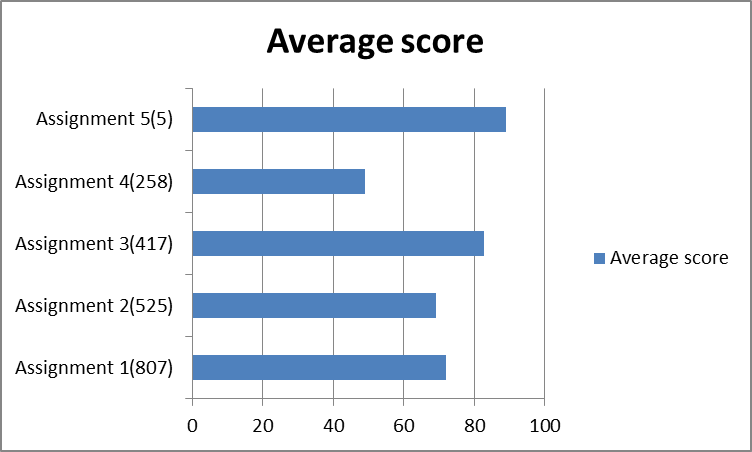 Average score
Assignment 5(5)
Assignment 4(258)
Assignment 3(417)
Assignment 2(525)
Assignment 1(807)
0 20 40 60 80 100
Average score